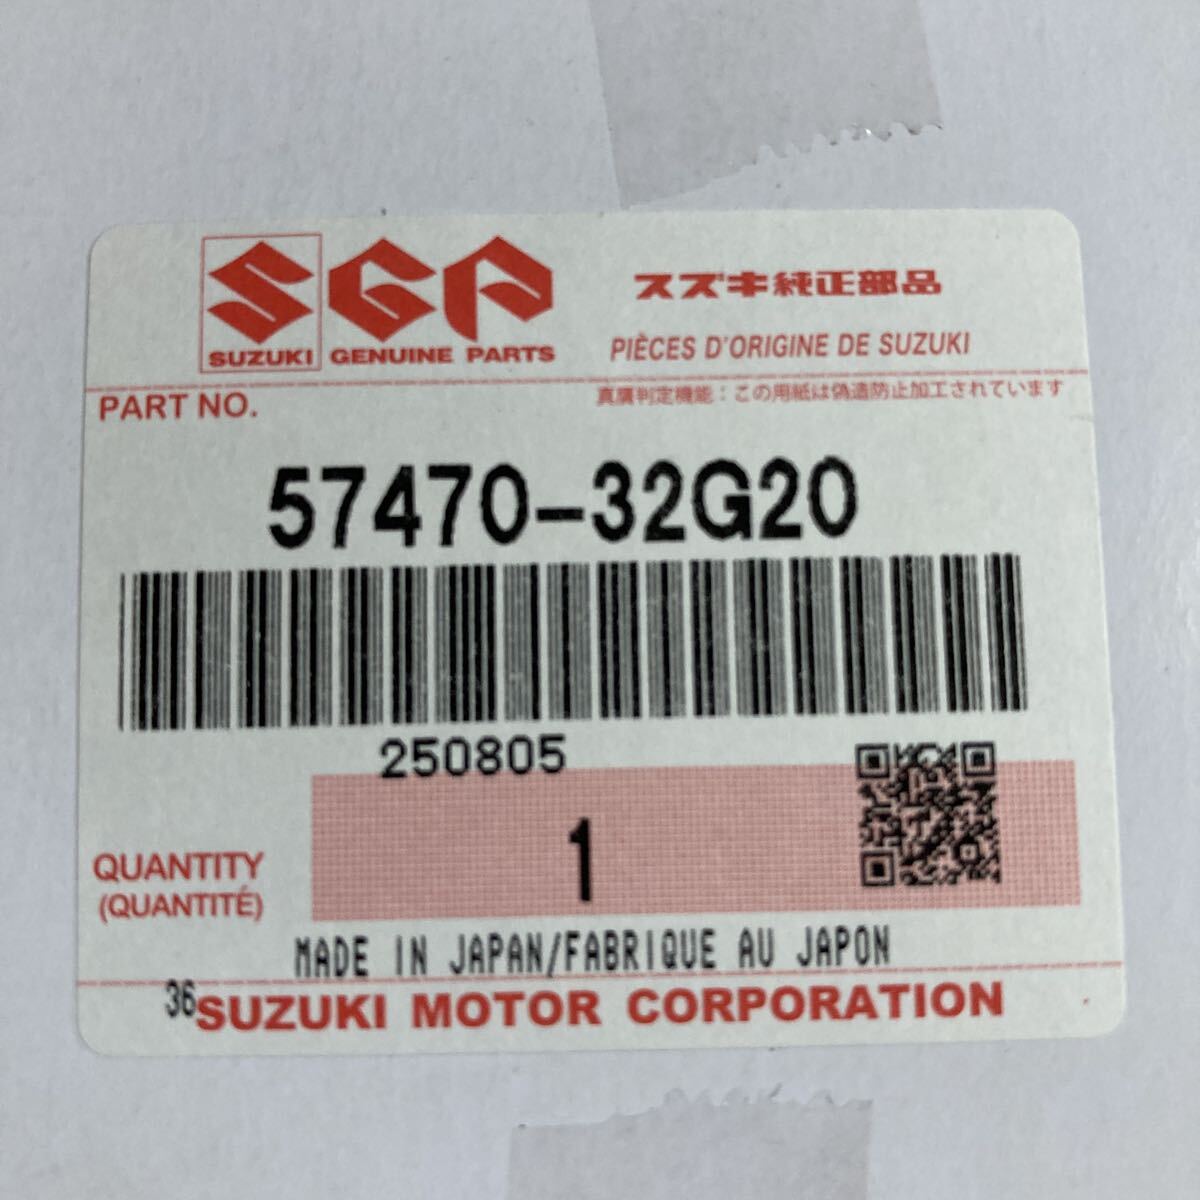 SGP
SUZUKI GENUINE PARTS
スズキ純正部品
PIÈCES D'ORIGINE DE SUZUKI
PART NO.
真贋判定機能：この用紙は偽造防止加工されています
57470-32G20
250805
1
QUANTITY
(QUANTITÉ)
MADE IN JAPAN/FABRIQUE AU JAPON
36
SUZUKI MOTOR CORPORATION